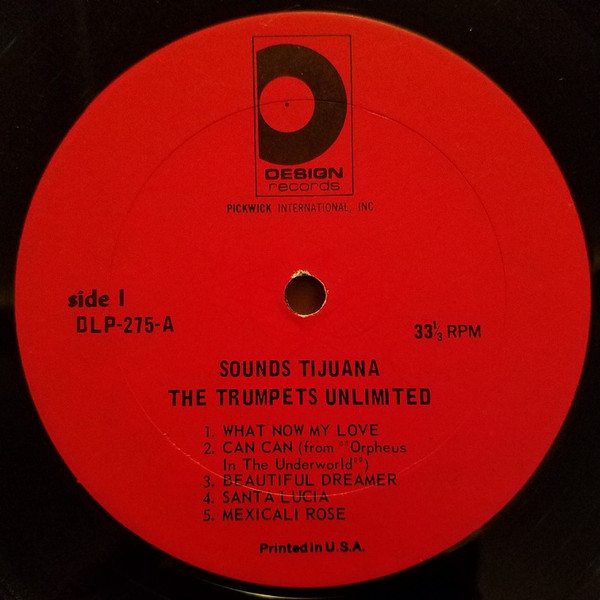 DESIGN
records
PICKWICK INTERNATIONAL, INC.
side 1
DLP-275-A
33⅓ RPM
SOUNDS TIJUANA
THE TRUMPETS UNLIMITED
1. WHAT NOW MY LOVE
2. CAN CAN (from "Orpheus
In The Underworld")
3. BEAUTIFUL DREAMER
4. SANTA LUCIA
5. MEXICALI ROSE
Printed in U.S.A.